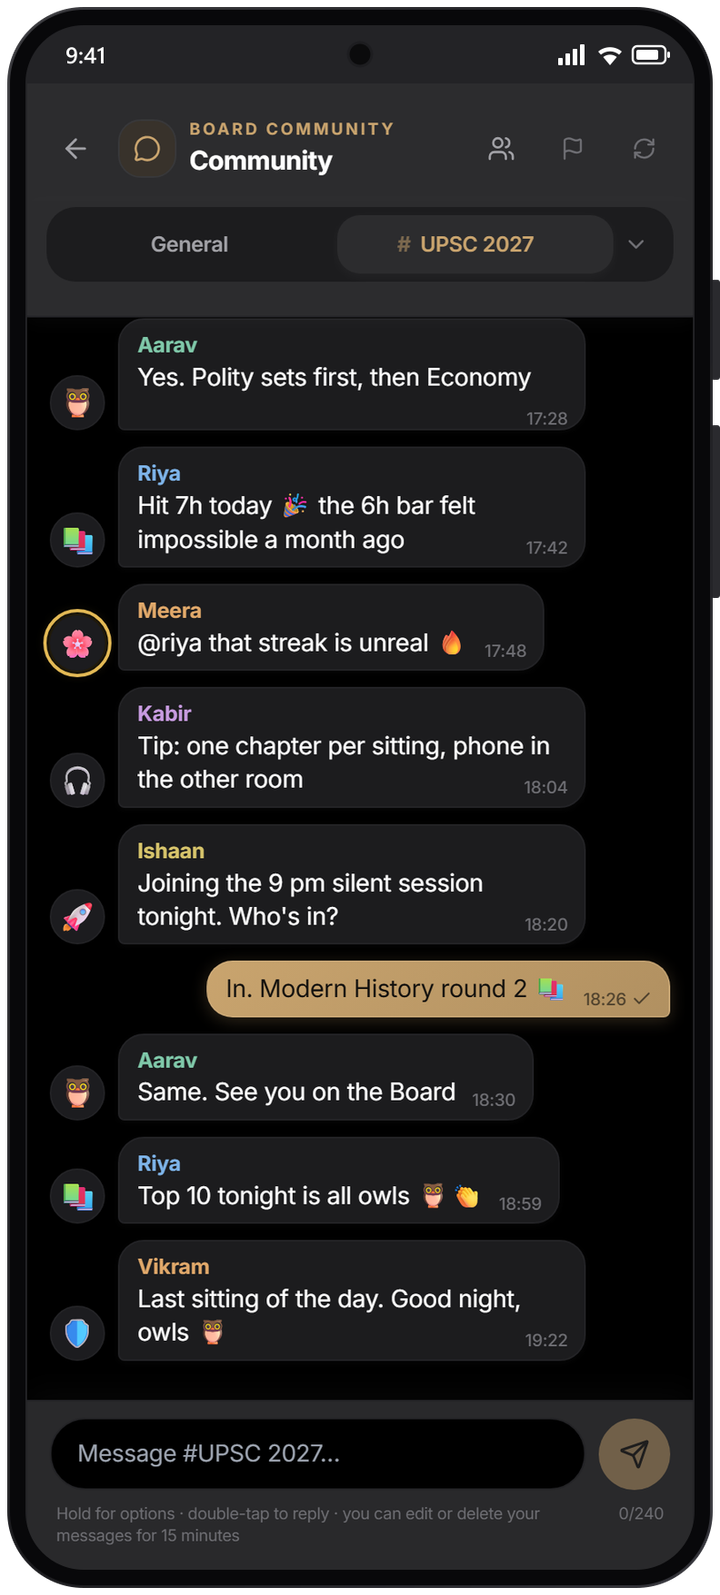 9:41
BOARD COMMUNITY
Community
General
# UPSC 2027
Aarav
Yes. Polity sets first, then Economy
17:28
Riya
Hit 7h today 🎉 the 6h bar felt
impossible a month ago
17:42
Meera
@riya that streak is unreal 🔥 17:48
Kabir
Tip: one chapter per sitting, phone in
the other room
18:04
Ishaan
Joining the 9 pm silent session
tonight. Who's in?
18:20
In. Modern History round 2 📚 18:26 ✓
Aarav
Same. See you on the Board 18:30
Riya
Top 10 tonight is all owls 🦉 👏 18:59
Vikram
Last sitting of the day. Good night,
owls 🦉
19:22
Message #UPSC 2027...
Hold for options · double-tap to reply · you can edit or delete your
messages for 15 minutes
0/240